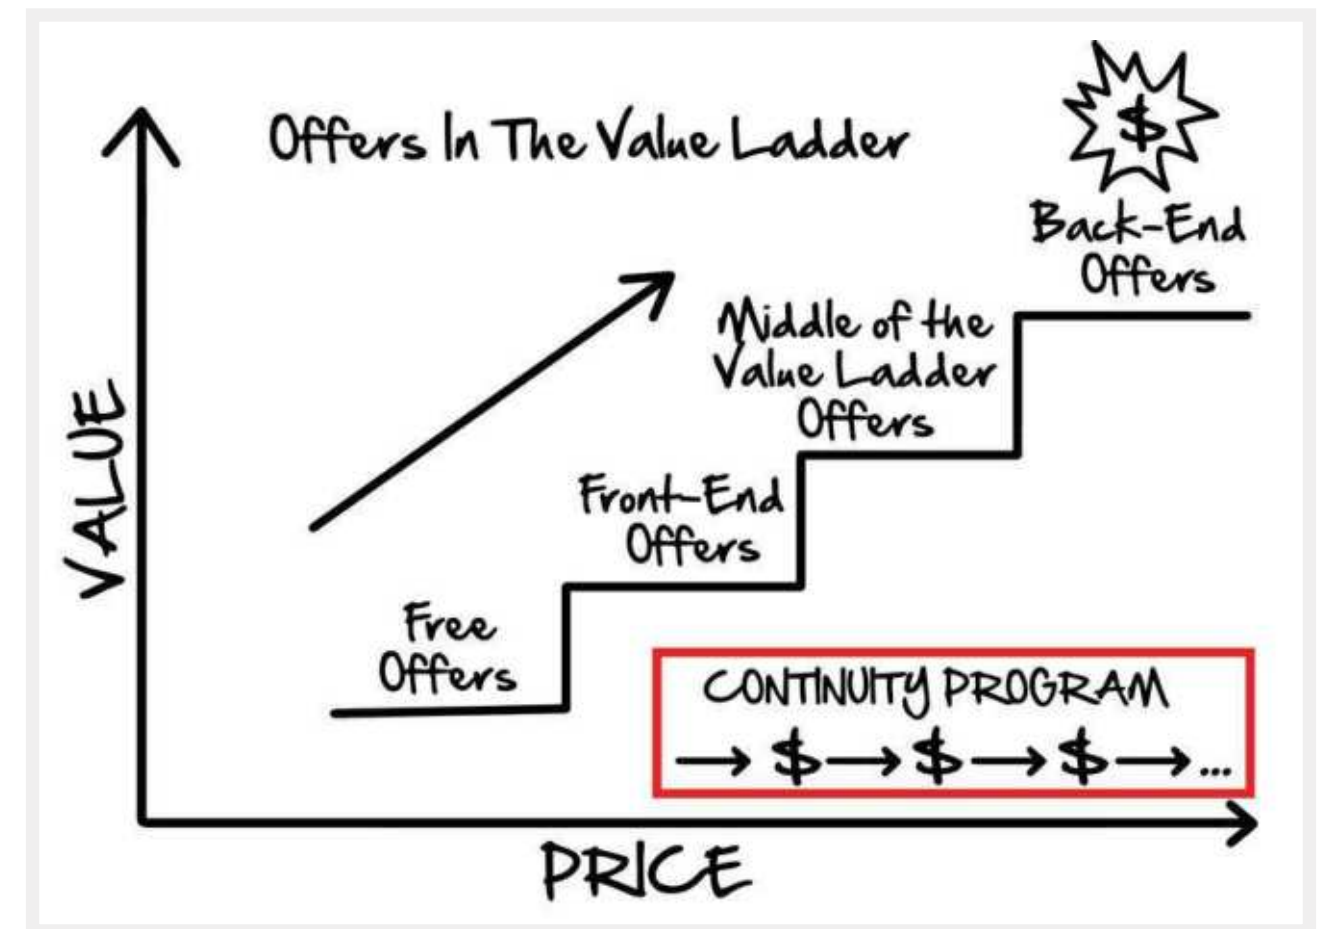 Offers In The Value Ladder
$
Back-End
Offers
Middle of the
Value Ladder
Offers
Front-End
Offers
Free
Offers
CONTINUITY PROGRAM
→ $ → $ → $ → ...
VALUE
PRICE